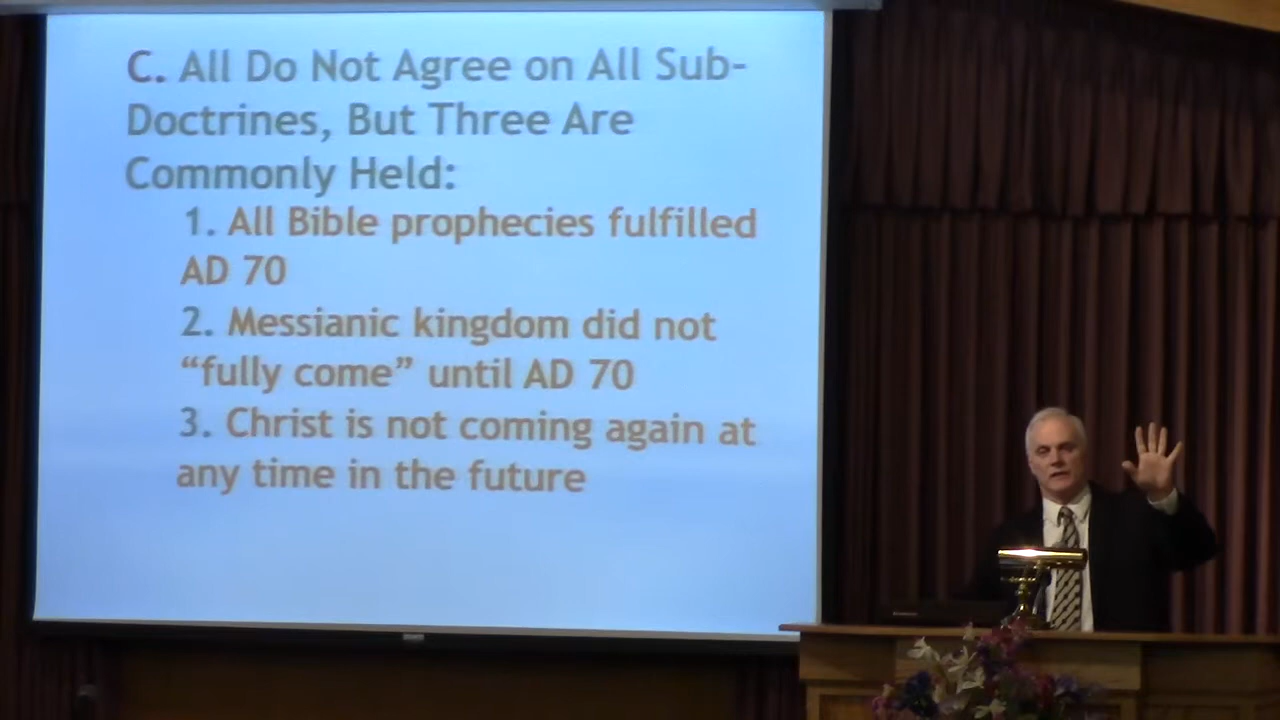 C. All Do Not Agree on All Sub-
Doctrines, But Three Are
Commonly Held:
1. All Bible prophecies fulfilled
AD 70
2. Messianic kingdom did not
“fully come” until AD 70
3. Christ is not coming again at
any time in the future